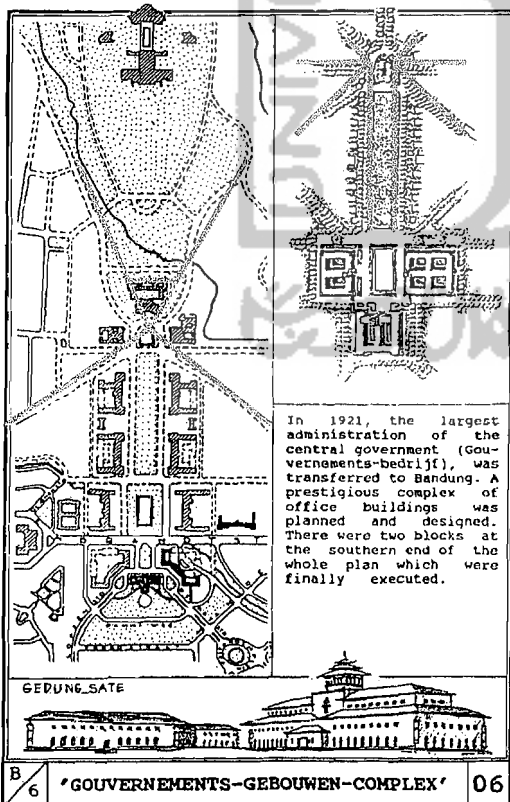 In 1921, the largest
administration of the
central government (Gou-
vernements-bedrijf), was
transferred to Bandung. A
prestigious complex of
office buildings was
planned and designed.
There were two blocks at
the southern end of the
whole plan which were
finally executed.
GEDUNG SATE
B/6
'GOUVERNEMENTS-GEBOUWEN-COMPLEX'
06